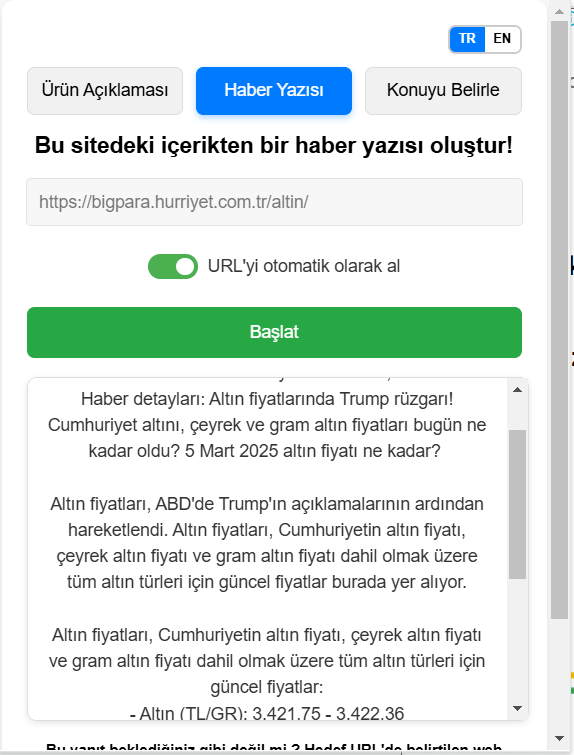 TR EN
Ürün Açıklaması Haber Yazısı Konuyu Belirle
Bu sitedeki içerikten bir haber yazısı oluştur!
https://bigpara.hurriyet.com.tr/altin/
URL'yi otomatik olarak al
Başlat
Haber detayları: Altın fiyatlarında Trump rüzgarı!
Cumhuriyet altını, çeyrek ve gram altın fiyatları bugün ne
kadar oldu? 5 Mart 2025 altın fiyatı ne kadar?
Altın fiyatları, ABD'de Trump'ın açıklamalarının ardından
hareketlendi. Altın fiyatları, Cumhuriyetin altın fiyatı,
çeyrek altın fiyatı ve gram altın fiyatı dahil olmak üzere
tüm altın türleri için güncel fiyatlar burada yer alıyor.
Altın fiyatları, Cumhuriyetin altın fiyatı, çeyrek altın fiyatı
ve gram altın fiyatı dahil olmak üzere tüm altın türleri için
güncel fiyatlar:
- Altın (TL/GR): 3.421,75 - 3.422,36
Bu yanıt beklediğiniz gibi değil mi ? Hedef URL'de belirtilen web